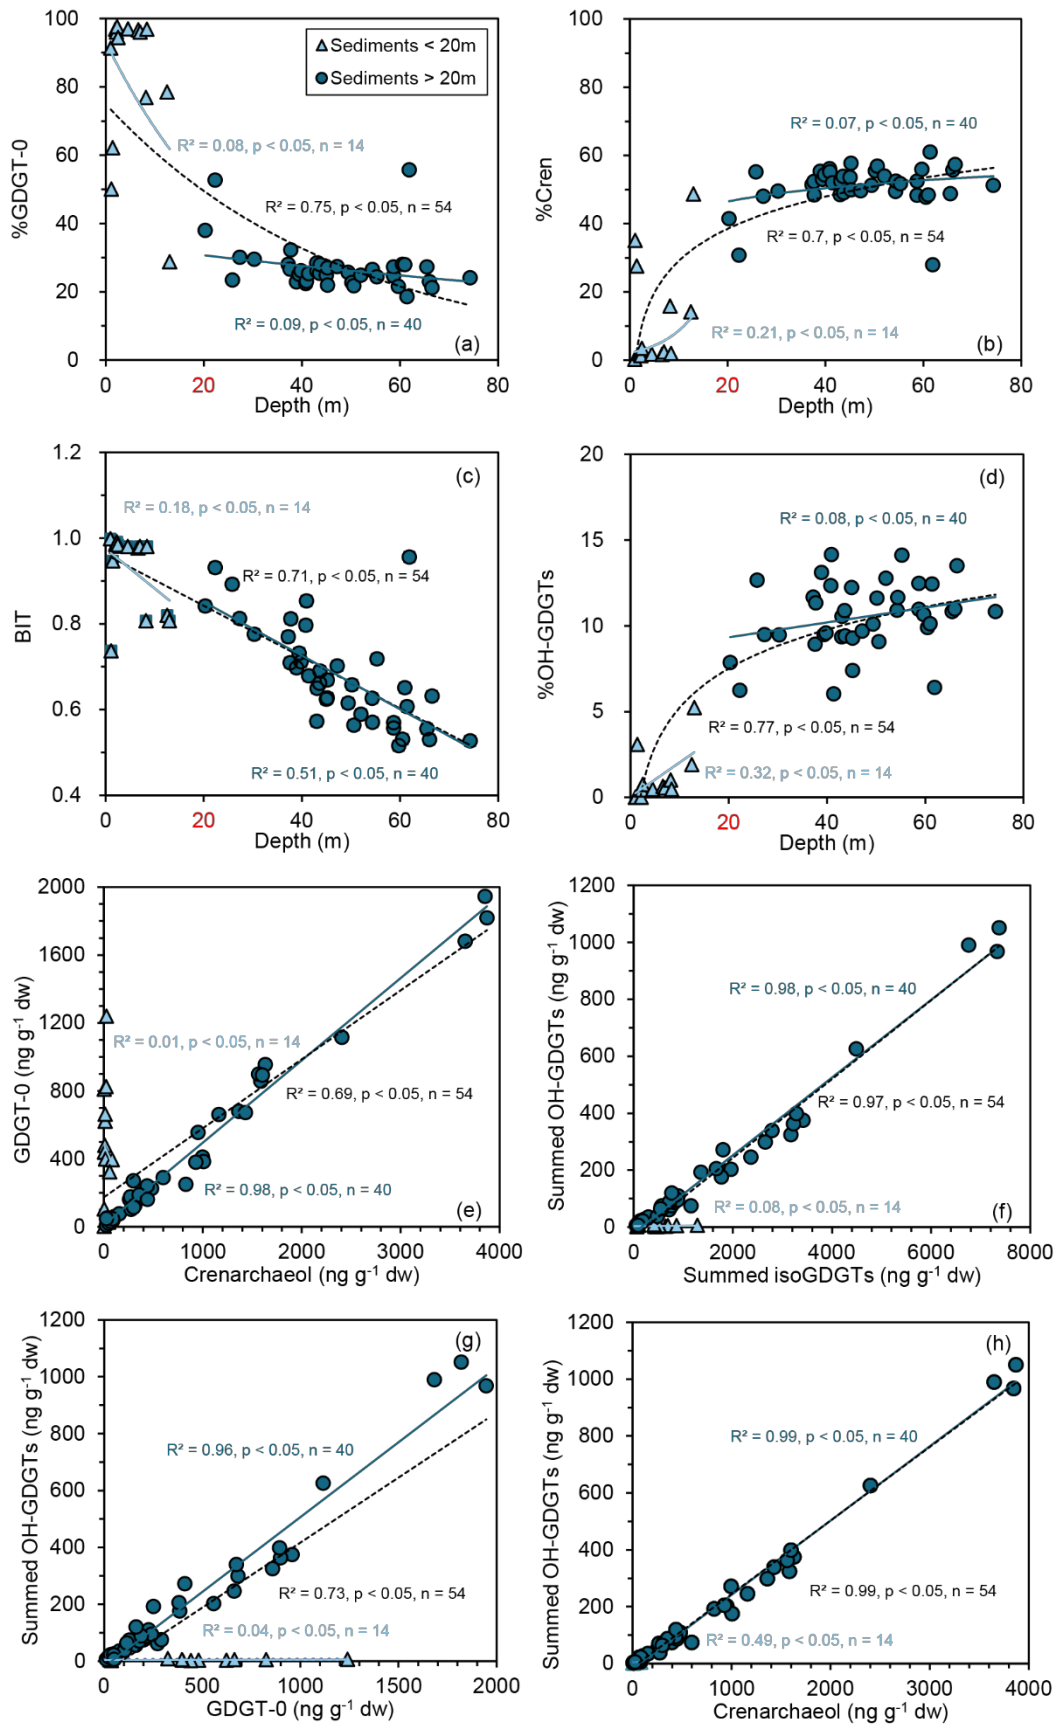 100
80
60
40
20
0
%GDGT-0
Sediments < 20m
Sediments > 20m
R² = 0.08, p < 0.05, n = 14
R² = 0.75, p < 0.05, n = 54
R² = 0.09, p < 0.05, n = 40
(a)
0 20 40 60 80
Depth (m)
100
80
60
40
20
0
%Cren
R² = 0.07, p < 0.05, n = 40
R² = 0.7, p < 0.05, n = 54
R² = 0.21, p < 0.05, n = 14
(b)
0 20 40 60 80
Depth (m)
1.2
1.0
0.8
0.6
0.4
BIT
(c)
R² = 0.18, p < 0.05, n = 14
R² = 0.71, p < 0.05, n = 54
R² = 0.51, p < 0.05, n = 40
0 20 40 60 80
Depth (m)
20
15
10
5
0
%OH-GDGTs
(d)
R² = 0.08, p < 0.05, n = 40
R² = 0.77, p < 0.05, n = 54
R² = 0.32, p < 0.05, n = 14
0 20 40 60 80
Depth (m)
2000
1600
1200
800
400
0
GDGT-0 (ng g⁻¹ dw)
R² = 0.01, p < 0.05, n = 14
R² = 0.69, p < 0.05, n = 54
R² = 0.98, p < 0.05, n = 40
(e)
0 1000 2000 3000 4000
Crenarchaeol (ng g⁻¹ dw)
1200
1000
800
600
400
200
0
Summed OH-GDGTs (ng g⁻¹ dw)
R² = 0.98, p < 0.05, n = 40
R² = 0.97, p < 0.05, n = 54
R² = 0.08, p < 0.05, n = 14
(f)
0 2000 4000 6000 8000
Summed isoGDGTs (ng g⁻¹ dw)
1200
1000
800
600
400
200
0
Summed OH-GDGTs (ng g⁻¹ dw)
(g)
R² = 0.96, p < 0.05, n = 40
R² = 0.73, p < 0.05, n = 54
R² = 0.04, p < 0.05, n = 14
0 500 1000 1500 2000
GDGT-0 (ng g⁻¹ dw)
1200
1000
800
600
400
200
0
Summed OH-GDGTs (ng g⁻¹ dw)
(h)
R² = 0.99, p < 0.05, n = 40
R² = 0.99, p < 0.05, n = 54
R² = 0.49, p < 0.05, n = 14
0 1000 2000 3000 4000
Crenarchaeol (ng g⁻¹ dw)